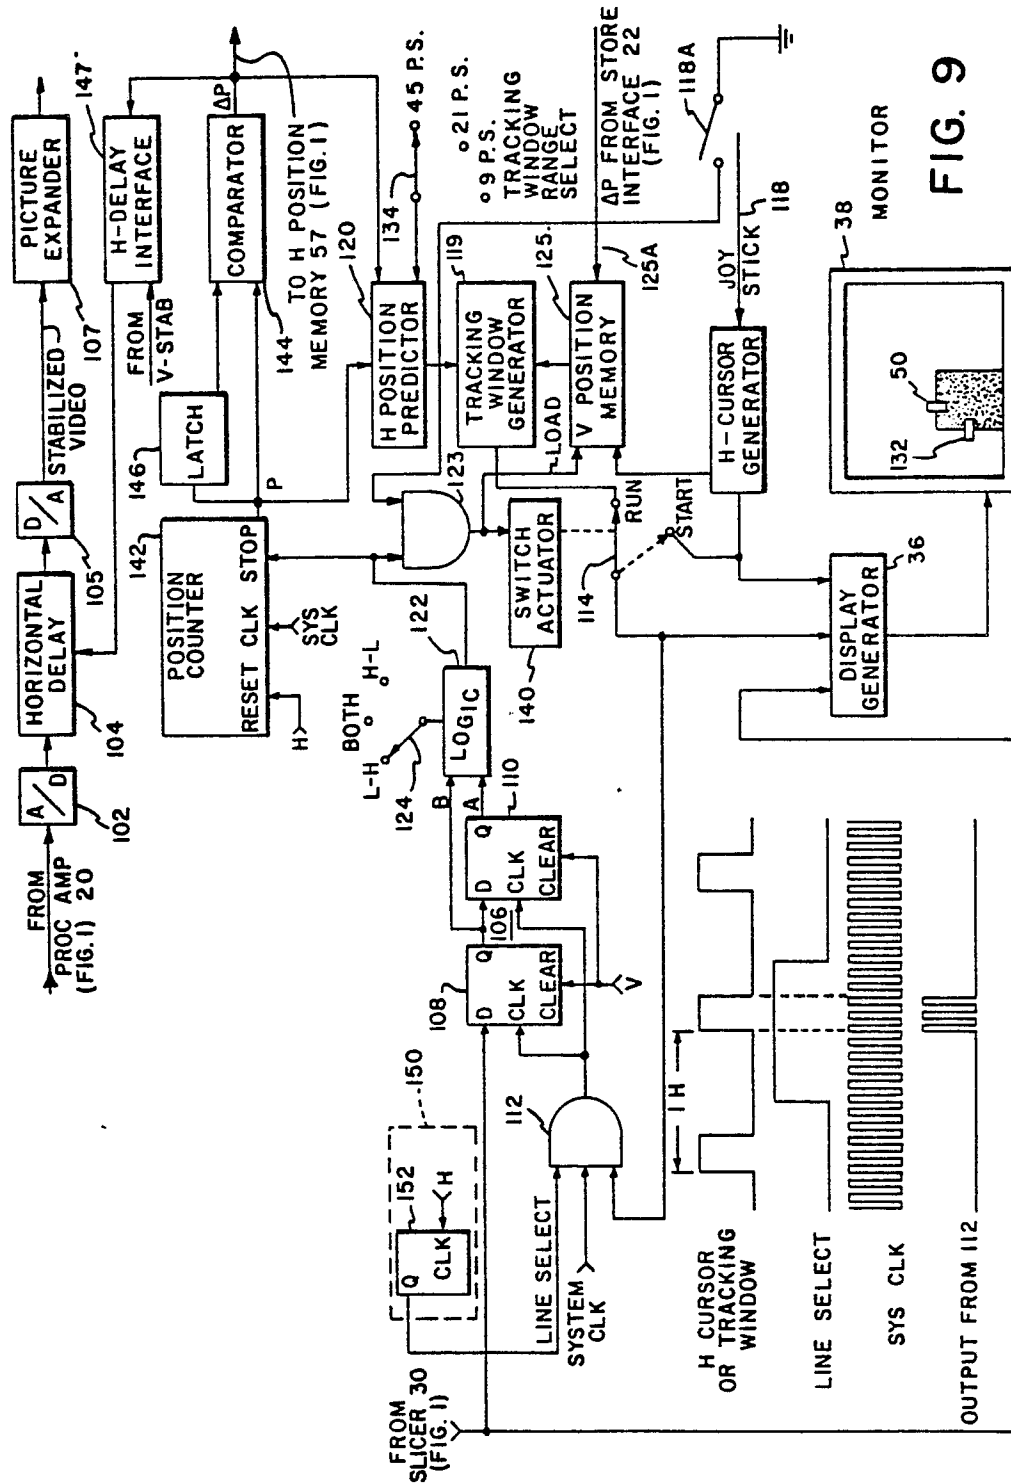 FROM
PROC AMP
(FIG. 1) 20
A/D
102
HORIZONTAL
DELAY
104
D/A
105
STABILIZED
VIDEO
PICTURE
EXPANDER
107
H-DELAY
INTERFACE
147
FROM
V-STAB
POSITION
COUNTER
RESET CLK STOP
142
H
SYS
CLK
LATCH
146
P
COMPARATOR
144
ΔP
TO H POSITION
MEMORY 57 (FIG. 1)
H POSITION
PREDICTOR
120
134
45 P.S.
21 P.S.
9 P.S.
TRACKING
WINDOW
RANGE
SELECT
TRACKING
WINDOW
GENERATOR
119
V POSITION
MEMORY
125
125A
ΔP FROM STORE
INTERFACE 22
(FIG. 1)
LOAD
123
SWITCH
ACTUATOR
140
RUN
START
114
H-CURSOR
GENERATOR
JOY
STICK
118
118A
L-H
BOTH
H-L
124
LOGIC
122
B
A
D
Q
CLK
CLEAR
110
106
D
Q
CLK
CLEAR
108
V
150
152
Q
CLK
H
112
LINE SELECT
SYSTEM
CLK
FROM
SLICER 30
(FIG. 1)
DISPLAY
GENERATOR
36
MONITOR
38
50
132
H CURSOR
OR TRACKING
WINDOW
1H
LINE SELECT
SYS CLK
OUTPUT FROM 112
FIG. 9